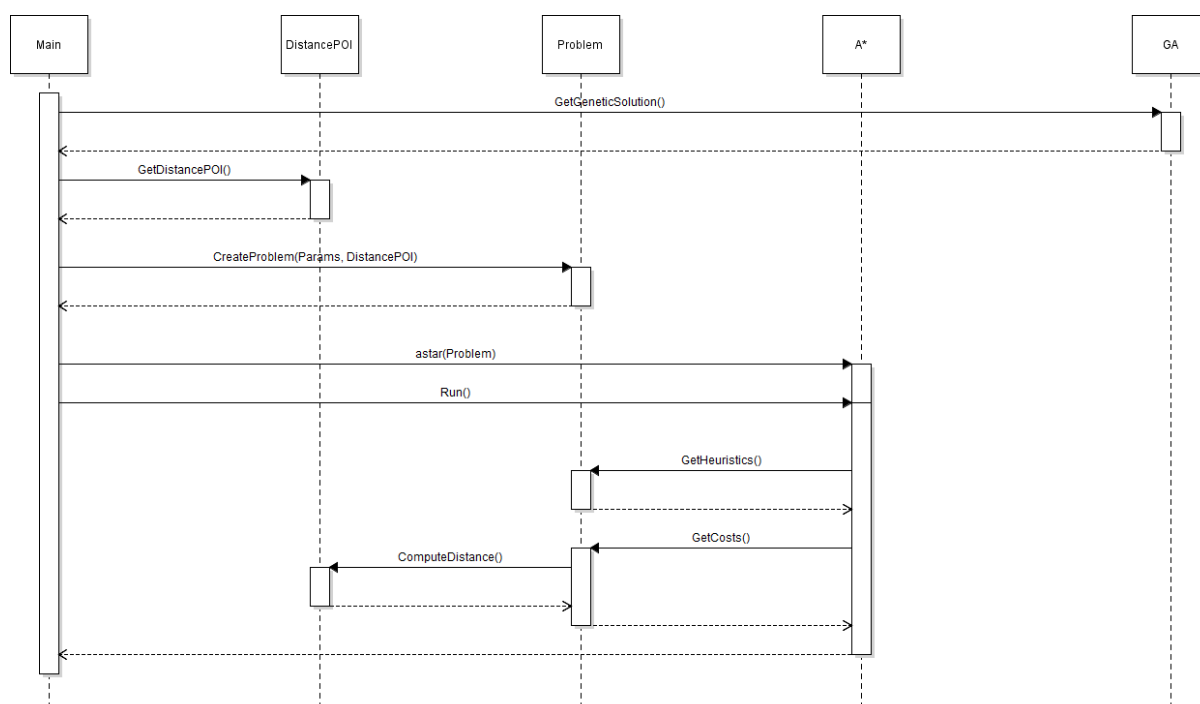 Main
DistancePOI
Problem
A*
GA
GetGeneticSolution()
GetDistancePOI()
CreateProblem(Params, DistancePOI)
astar(Problem)
Run()
GetHeuristics()
GetCosts()
ComputeDistance()